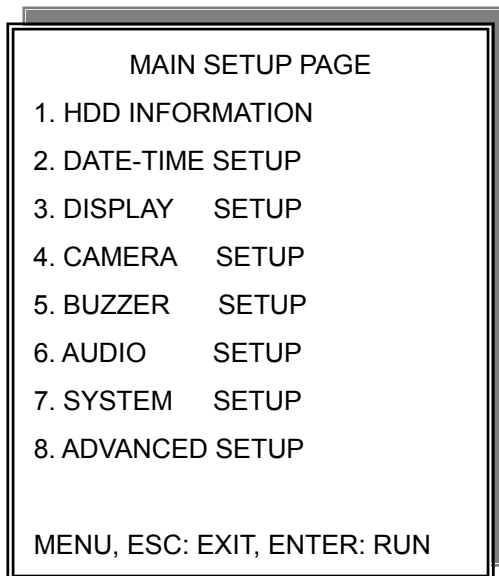 MAIN SETUP PAGE
1. HDD INFORMATION
2. DATE-TIME SETUP
3. DISPLAY SETUP
4. CAMERA SETUP
5. BUZZER SETUP
6. AUDIO SETUP
7. SYSTEM SETUP
8. ADVANCED SETUP
MENU, ESC: EXIT, ENTER: RUN